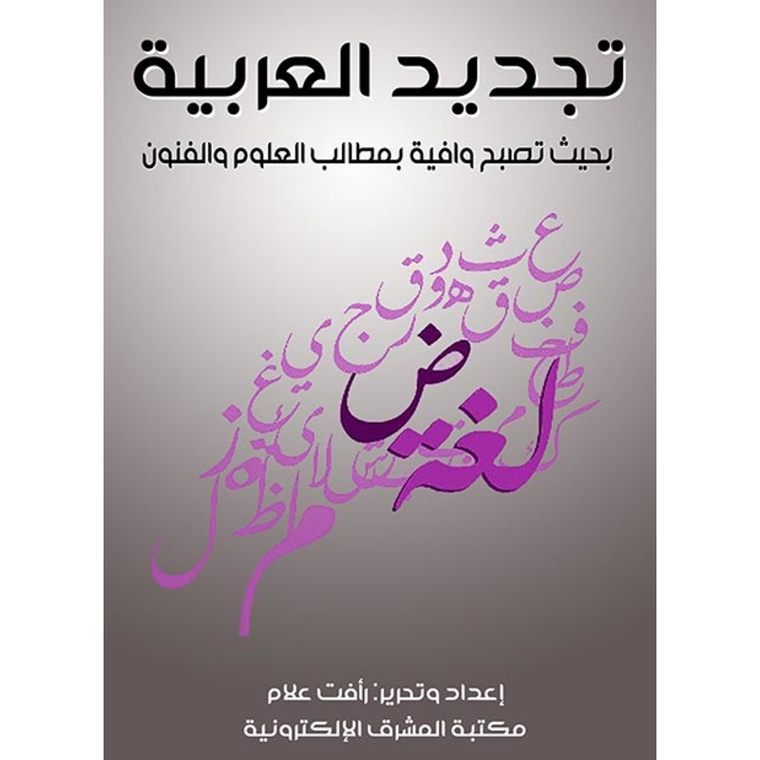 تجديد العربية
بحيث تصبح وافية بمطالب العلوم والفنون
لغة ض
إعداد وتحرير: رأفت علام
مكتبة المشرق الإلكترونية